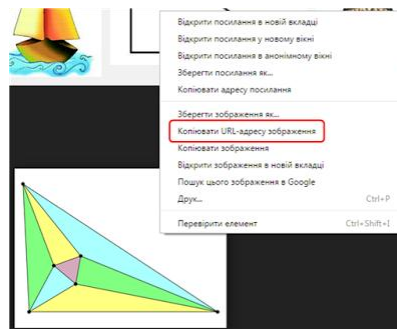 Відкрити посилання в новій вкладці
Відкрити посилання у новому вікні
Відкрити посилання в анонімному вікні
Зберегти посилання як...
Копіювати адресу посилання
Зберегти зображення як...
Копіювати URL-адресу зображення
Копіювати зображення
Відкрити зображення в новій вкладці
Пошук цього зображення в Google
Друк... Ctrl+P
Перевірити елемент Ctrl+Shift+I